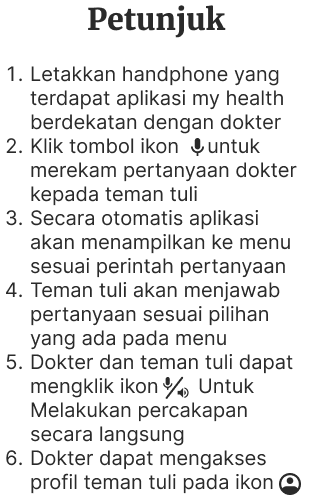 Petunjuk
1. Letakkan handphone yang
terdapat aplikasi my health
berdekatan dengan dokter
2. Klik tombol ikon untuk
merekam pertanyaan dokter
kepada teman tuli
3. Secara otomatis aplikasi
akan menampilkan ke menu
sesuai perintah pertanyaan
4. Teman tuli akan menjawab
pertanyaan sesuai pilihan
yang ada pada menu
5. Dokter dan teman tuli dapat
mengklik ikon Untuk
Melakukan percakapan
secara langsung
6. Dokter dapat mengakses
profil teman tuli pada ikon